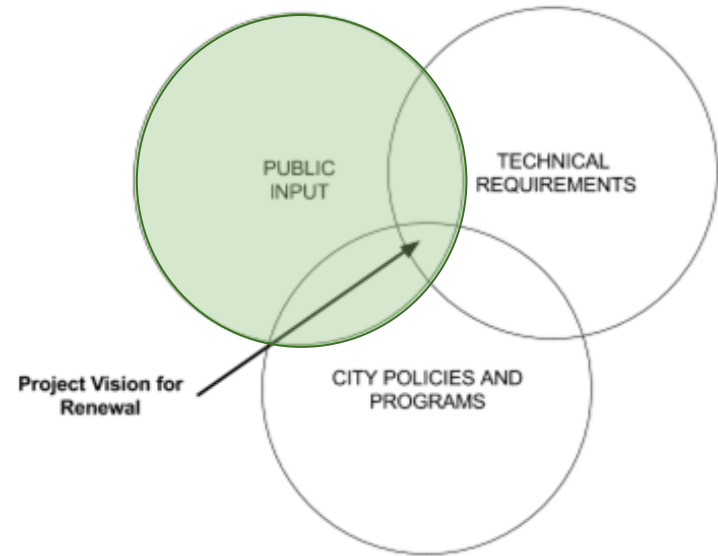 PUBLIC
INPUT
TECHNICAL
REQUIREMENTS
CITY POLICIES AND
PROGRAMS
Project Vision for
Renewal